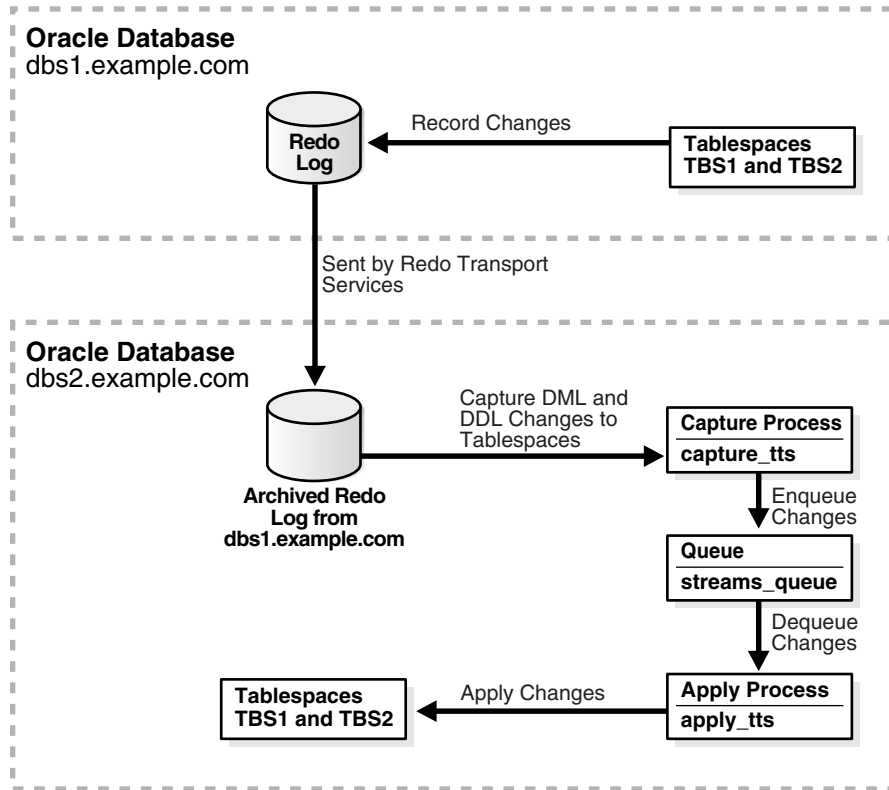 Oracle Database
dbs1.example.com
Record Changes
Redo
Log
Tablespaces
TBS1 and TBS2
Sent by Redo Transport
Services
Oracle Database
dbs2.example.com
Capture DML and
DDL Changes to
Tablespaces
Capture Process
capture_tts
Archived Redo
Log from
dbs1.example.com
Enqueue
Changes
Queue
streams_queue
Dequeue
Changes
Tablespaces
TBS1 and TBS2
Apply Changes
Apply Process
apply_tts